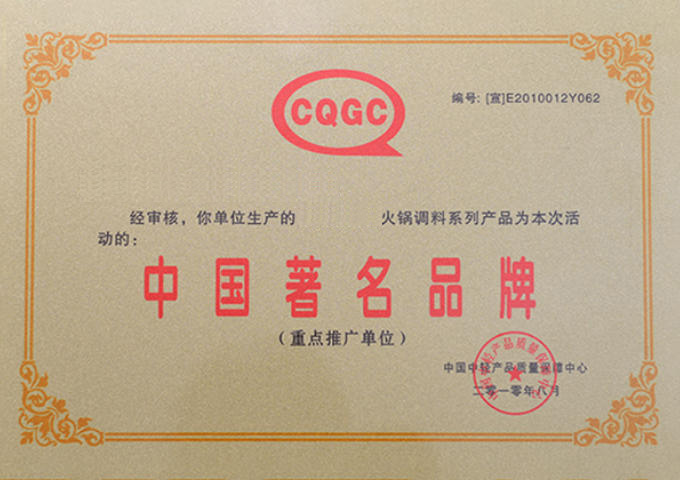 CQGC
编号: [宣]E2010012Y062
经审核，你单位生产的 火锅调料系列产品为本次活
动的：
中国著名品牌
（重点推广单位）
中国中轻产品质量保障中心
二零一零年八月